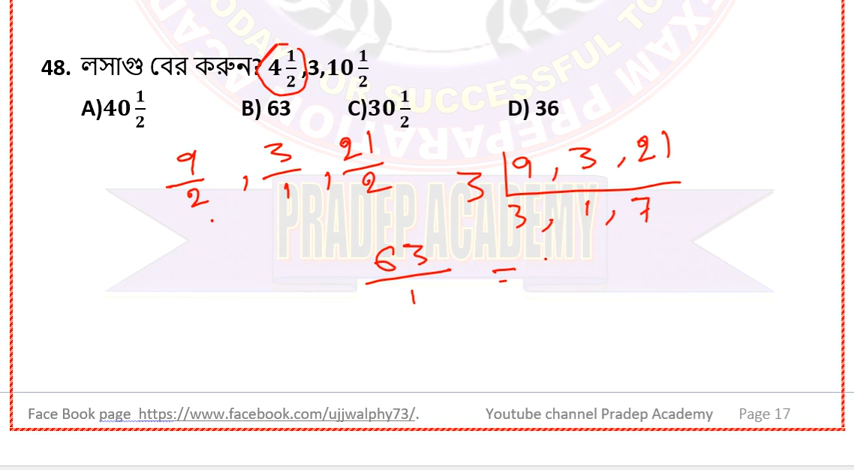 48. লসাগু বের করুন? 4 1/2 ,3,10 1/2
A)40 1/2 B) 63 C)30 1/2 D) 36
9/2 , 3/1 , 21/2
3 | 9 , 3 , 21
3 , 1 , 7
63/1 =
PRADEP ACADEMY
Face Book page https://www.facebook.com/ujjwalphy73/. Youtube channel Pradep Academy Page 17